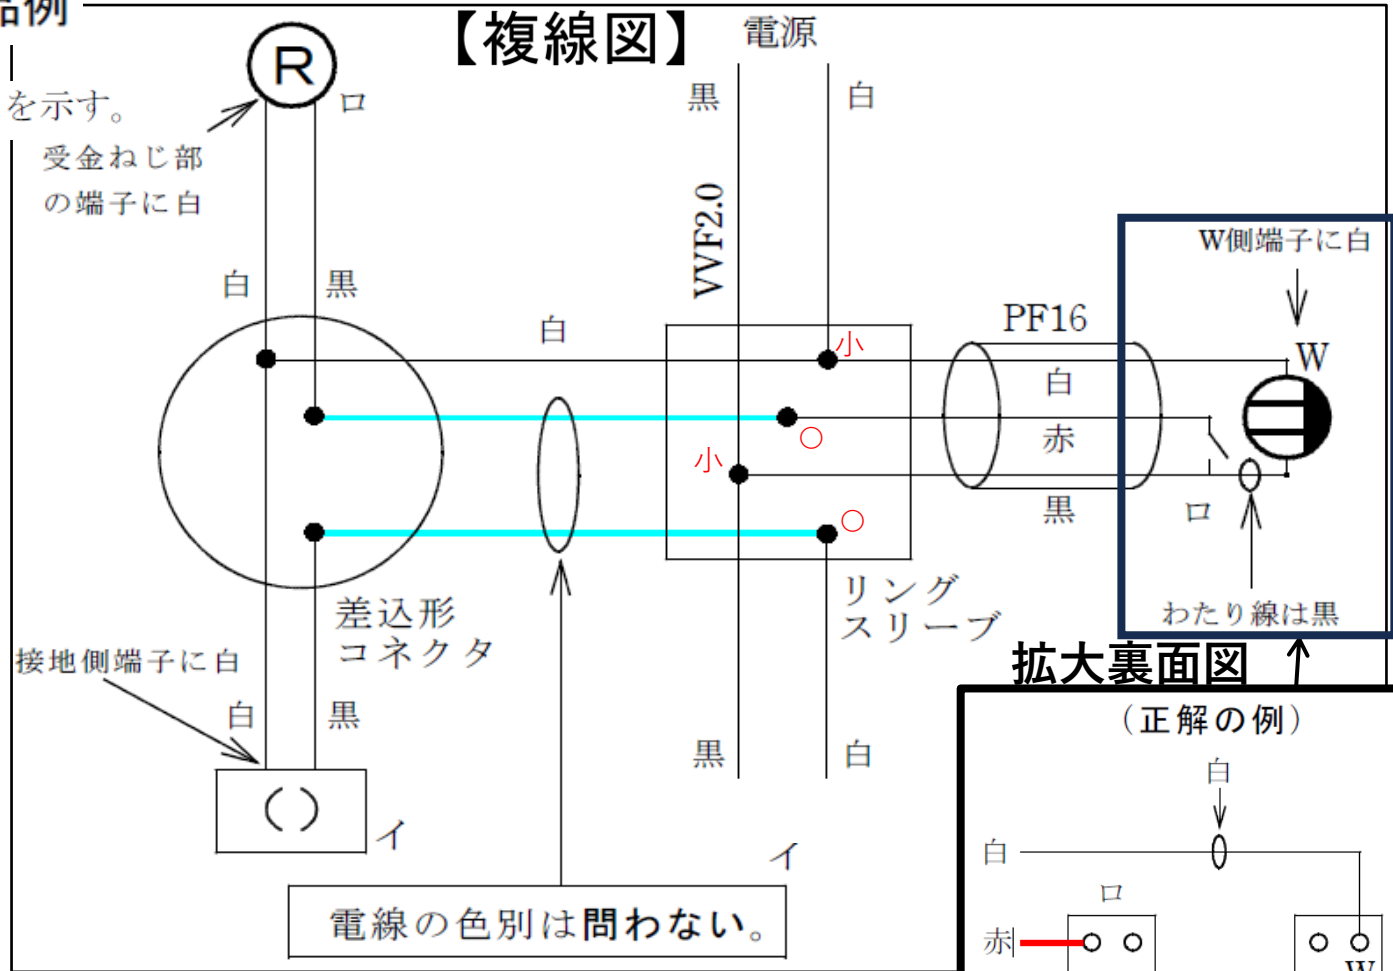 品例
【複線図】
電源
R
ロ
を示す。
受金ねじ部
の端子に白
黒
白
VVF2.0
W側端子に白
白
黒
白
PF16
小
W
白
〇
赤
小
黒
〇
ロ
リング
スリーブ
わたり線は黒
差込形
コネクタ
接地側端子に白
拡大裏面図
白
黒
(正解の例)
黒
白
白
イ
イ
白
ロ
電線の色別は問わない。
赤
W